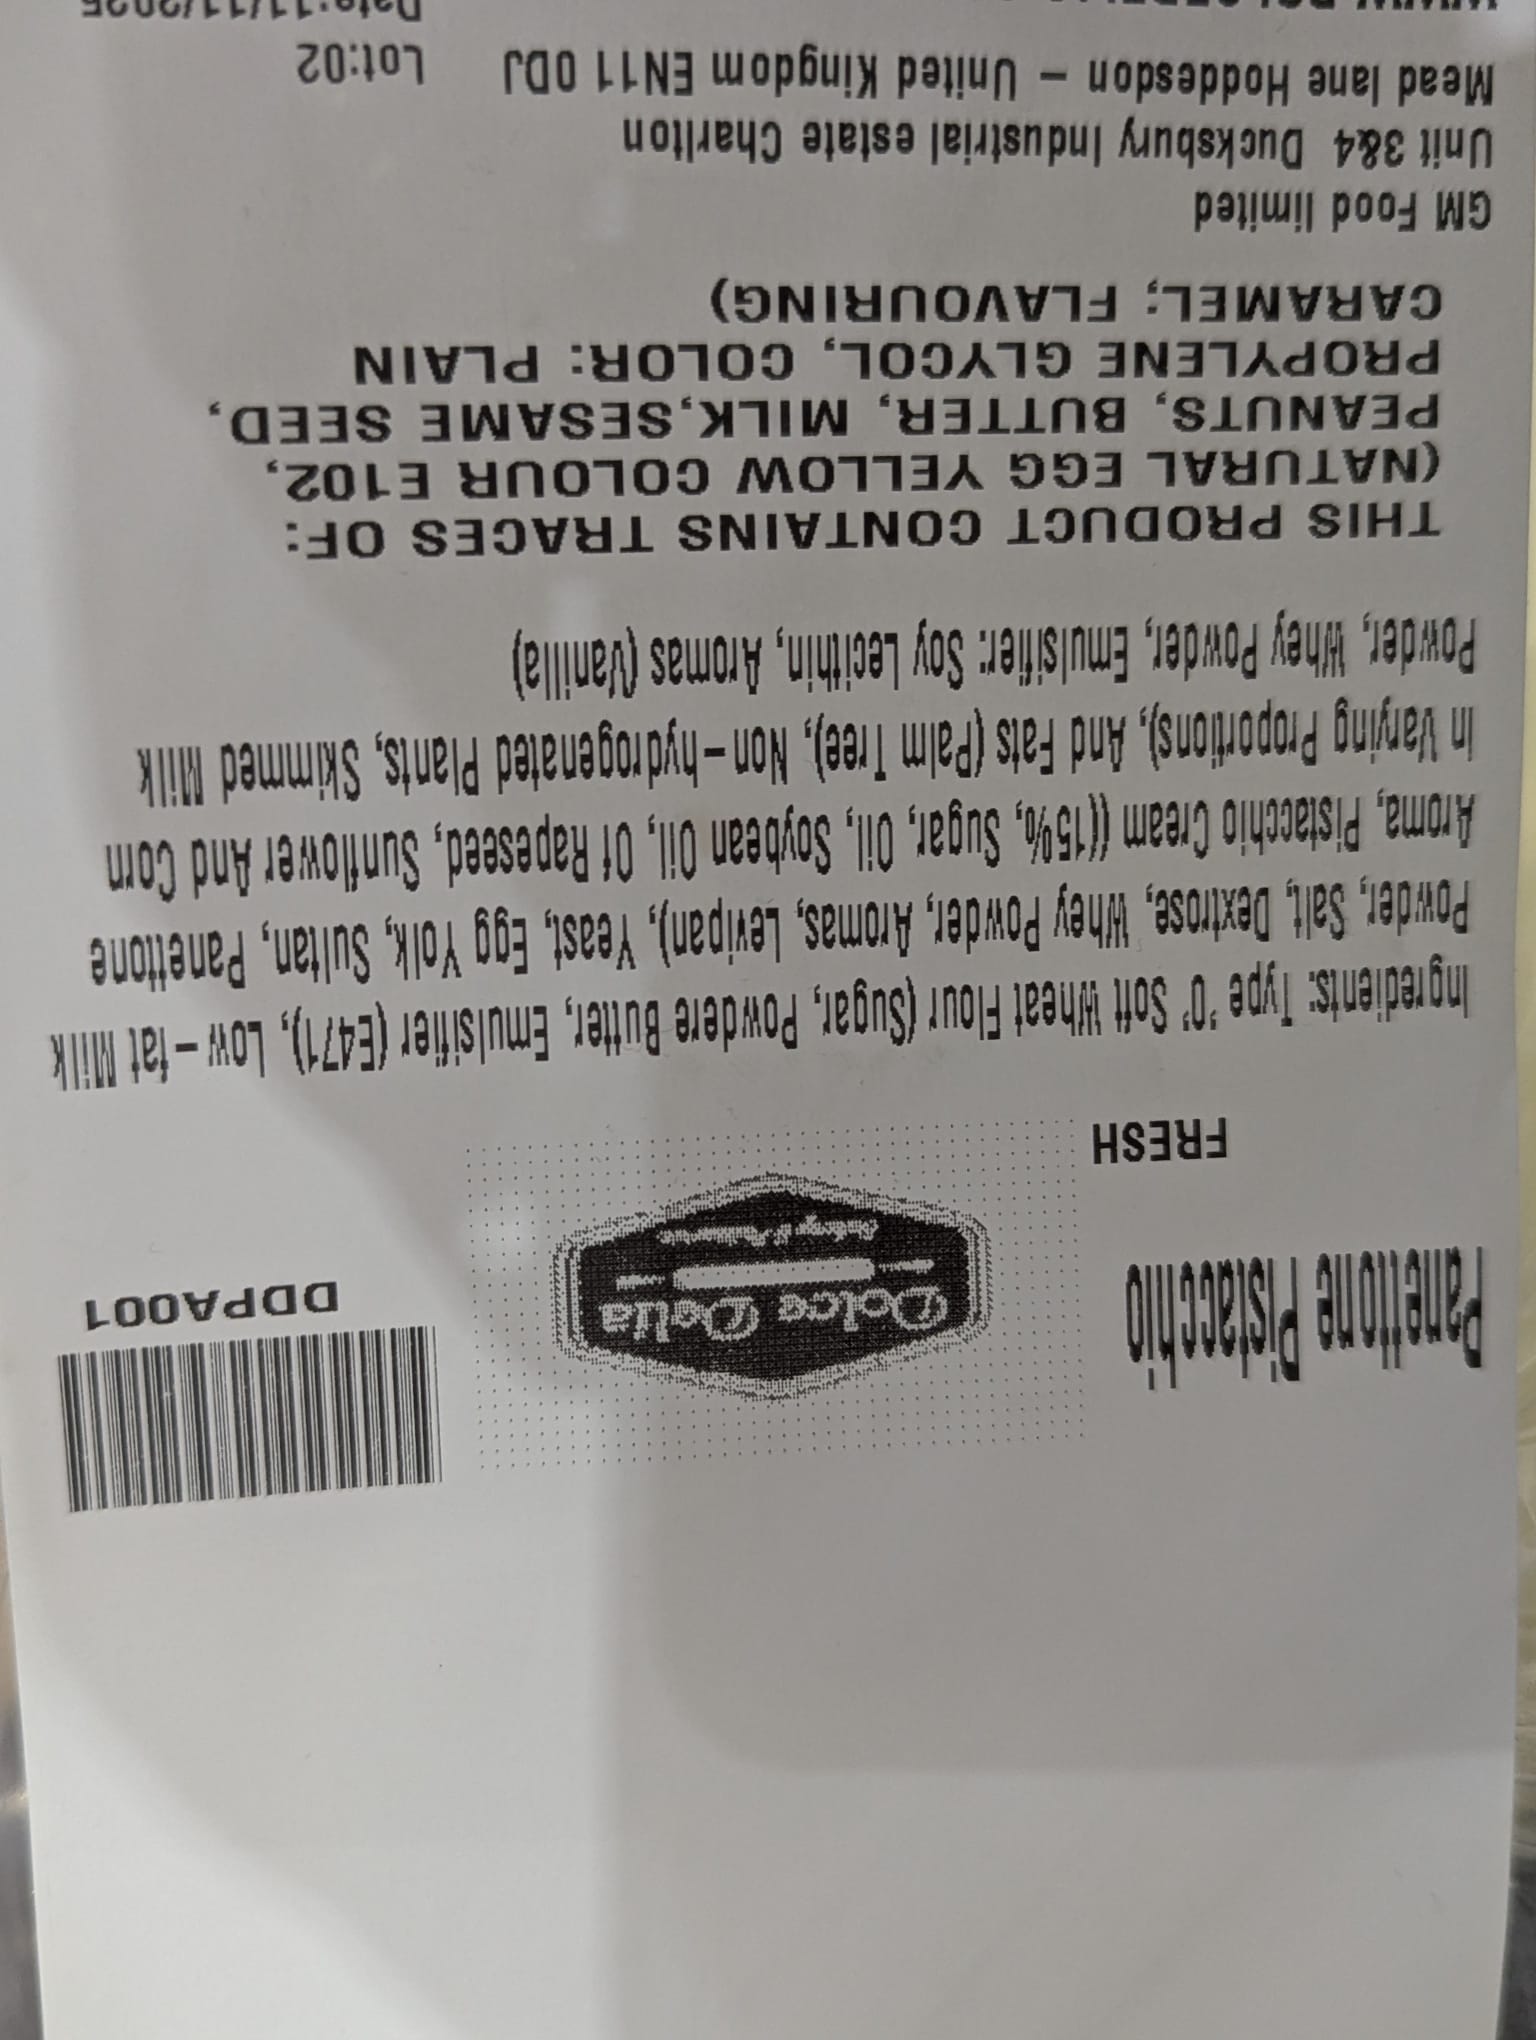 Panettone Pistacchio
Dolce Delia
DDPA001
FRESH
Ingredients: Type '0' Soft Wheat Flour (Sugar, Powdere Butter, Emulsifier (E471), Low-fat Milk
Powder, Salt, Dextrose, Whey Powder, Aromas, Levipan), Yeast, Egg Yolk, Sultan, Panettone
Aroma, Pistacchio Cream ((15%, Sugar, Oil, Soybean Oil, Of Rapeseed, Sunflower And Corn
In Varying Proportions), And Fats (Palm Tree), Non-hydrogenated Plants, Skimmed Milk
Powder, Whey Powder, Emulsifier: Soy Lecithin, Aromas (Vanilla)
THIS PRODUCT CONTAINS TRACES OF:
(NATURAL EGG YELLOW COLOUR E102,
PEANUTS, BUTTER, MILK,SESAME SEED,
PROPYLENE GLYCOL, COLOR: PLAIN
CARAMEL; FLAVOURING)
GM Food limited
Unit 3&4 Ducksbury Industrial estate Charlton
Mead lane Hoddesdon - United Kingdom EN11 0DJ
Lot:02
Date:11/11/2025